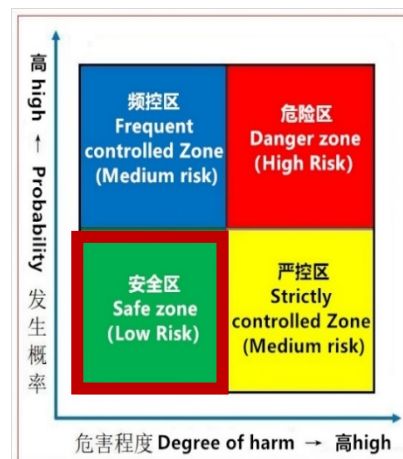 高 high → Probability 发生概率
频控区
Frequent
controlled Zone
(Medium risk)
危险区
Danger zone
(High Risk)
安全区
Safe zone
(Low Risk)
严控区
Strictly
controlled Zone
(Medium risk)
危害程度 Degree of harm → 高high